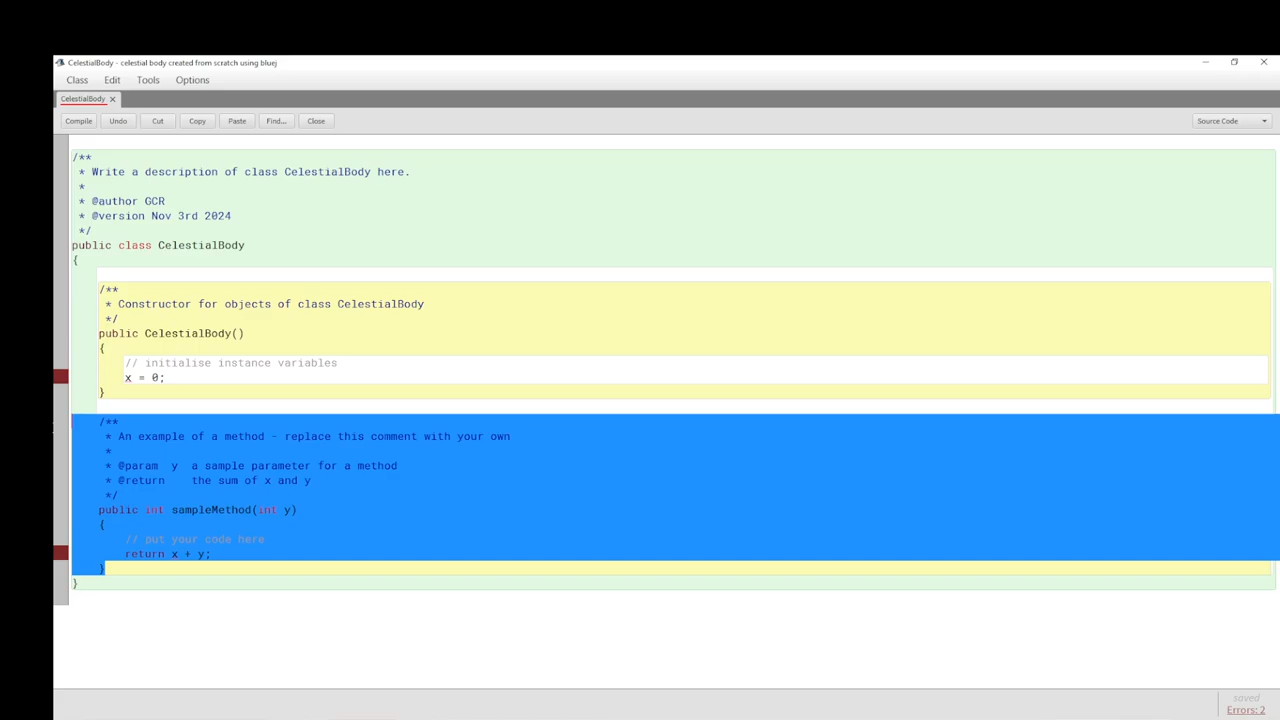 CelestialBody - celestial body created from scratch using bluej
Class Edit Tools Options
CelestialBody
Compile Undo Cut Copy Paste Find... Close Source Code
/**
 * Write a description of class CelestialBody here.
 *
 * @author GCR
 * @version Nov 3rd 2024
 */
public class CelestialBody
{
/**
 * Constructor for objects of class CelestialBody
 */
public CelestialBody()
{
// initialise instance variables
x = 0;
}
/**
 * An example of a method - replace this comment with your own
 *
 * @param  y  a sample parameter for a method
 * @return    the sum of x and y
 */
public int sampleMethod(int y)
{
// put your code here
return x + y;
}
}
saved
Errors: 2